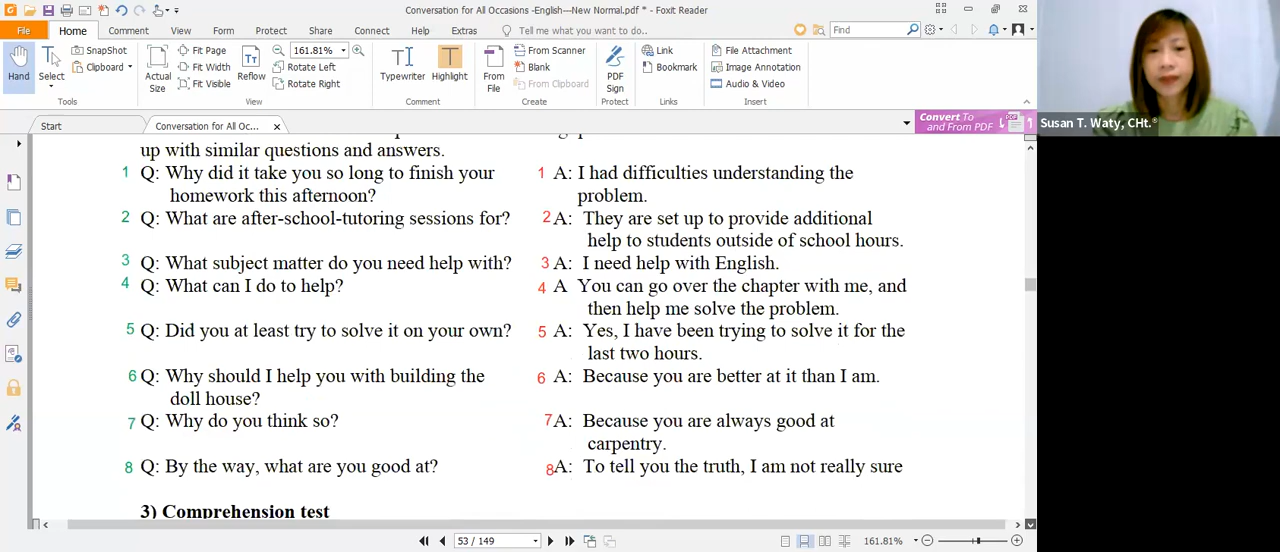 Conversation for All Occasions -English---New Normal.pdf * - Foxit Reader
File Home Comment View Form Protect Share Connect Help Extras Tell me what you want to do.. Find
Hand
Select
SnapShot
Clipboard
Tools
Actual Size
Fit Page
Fit Width
Fit Visible
Reflow
161.81%
Rotate Left
Rotate Right
View
Typewriter
Highlight
Comment
From File
From Scanner
Blank
From Clipboard
Create
PDF Sign
Protect
Link
Bookmark
Links
File Attachment
Image Annotation
Audio & Video
Insert
Start
Conversation for All Oc...
Convert To and From PDF
PDF
Susan T. Waty, CHt.®
up with similar questions and answers.
1 Q: Why did it take you so long to finish your
homework this afternoon?
1 A: I had difficulties understanding the
problem.
2 Q: What are after-school-tutoring sessions for?
2 A: They are set up to provide additional
help to students outside of school hours.
3 Q: What subject matter do you need help with?
3 A: I need help with English.
4 Q: What can I do to help?
4 A You can go over the chapter with me, and
then help me solve the problem.
5 Q: Did you at least try to solve it on your own?
5 A: Yes, I have been trying to solve it for the
last two hours.
6 Q: Why should I help you with building the
doll house?
6 A: Because you are better at it than I am.
7 Q: Why do you think so?
7 A: Because you are always good at
carpentry.
8 Q: By the way, what are you good at?
8 A: To tell you the truth, I am not really sure
3) Comprehension test
53 / 149
161.81%